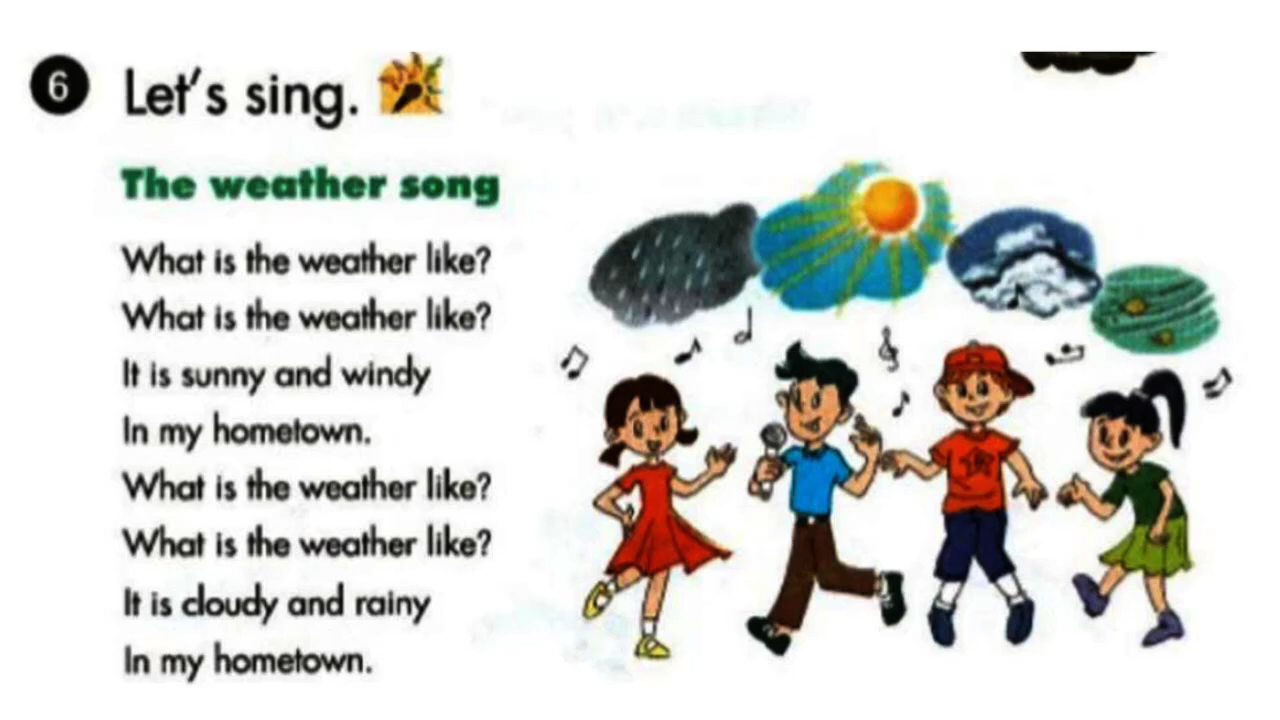 6 Let's sing.
The weather song
What is the weather like?
What is the weather like?
It is sunny and windy
In my hometown.
What is the weather like?
What is the weather like?
It is cloudy and rainy
In my hometown.